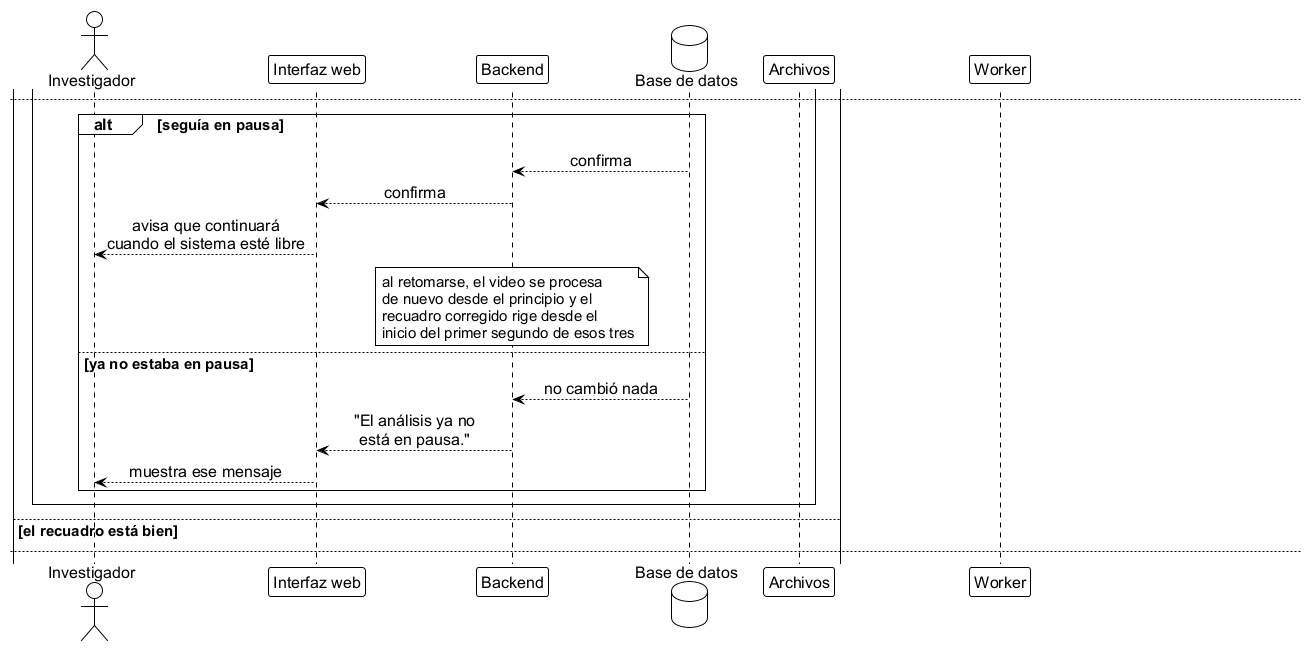 Investigador
Interfaz web
Backend
Base de datos
Archivos
Worker
alt
[seguía en pausa]
confirma
confirma
avisa que continuará
cuando el sistema esté libre
al retomarse, el video se procesa
de nuevo desde el principio y el
recuadro corregido rige desde el
inicio del primer segundo de esos tres
[ya no estaba en pausa]
no cambió nada
"El análisis ya no
está en pausa."
muestra ese mensaje
[el recuadro está bien]
Investigador
Interfaz web
Backend
Base de datos
Archivos
Worker